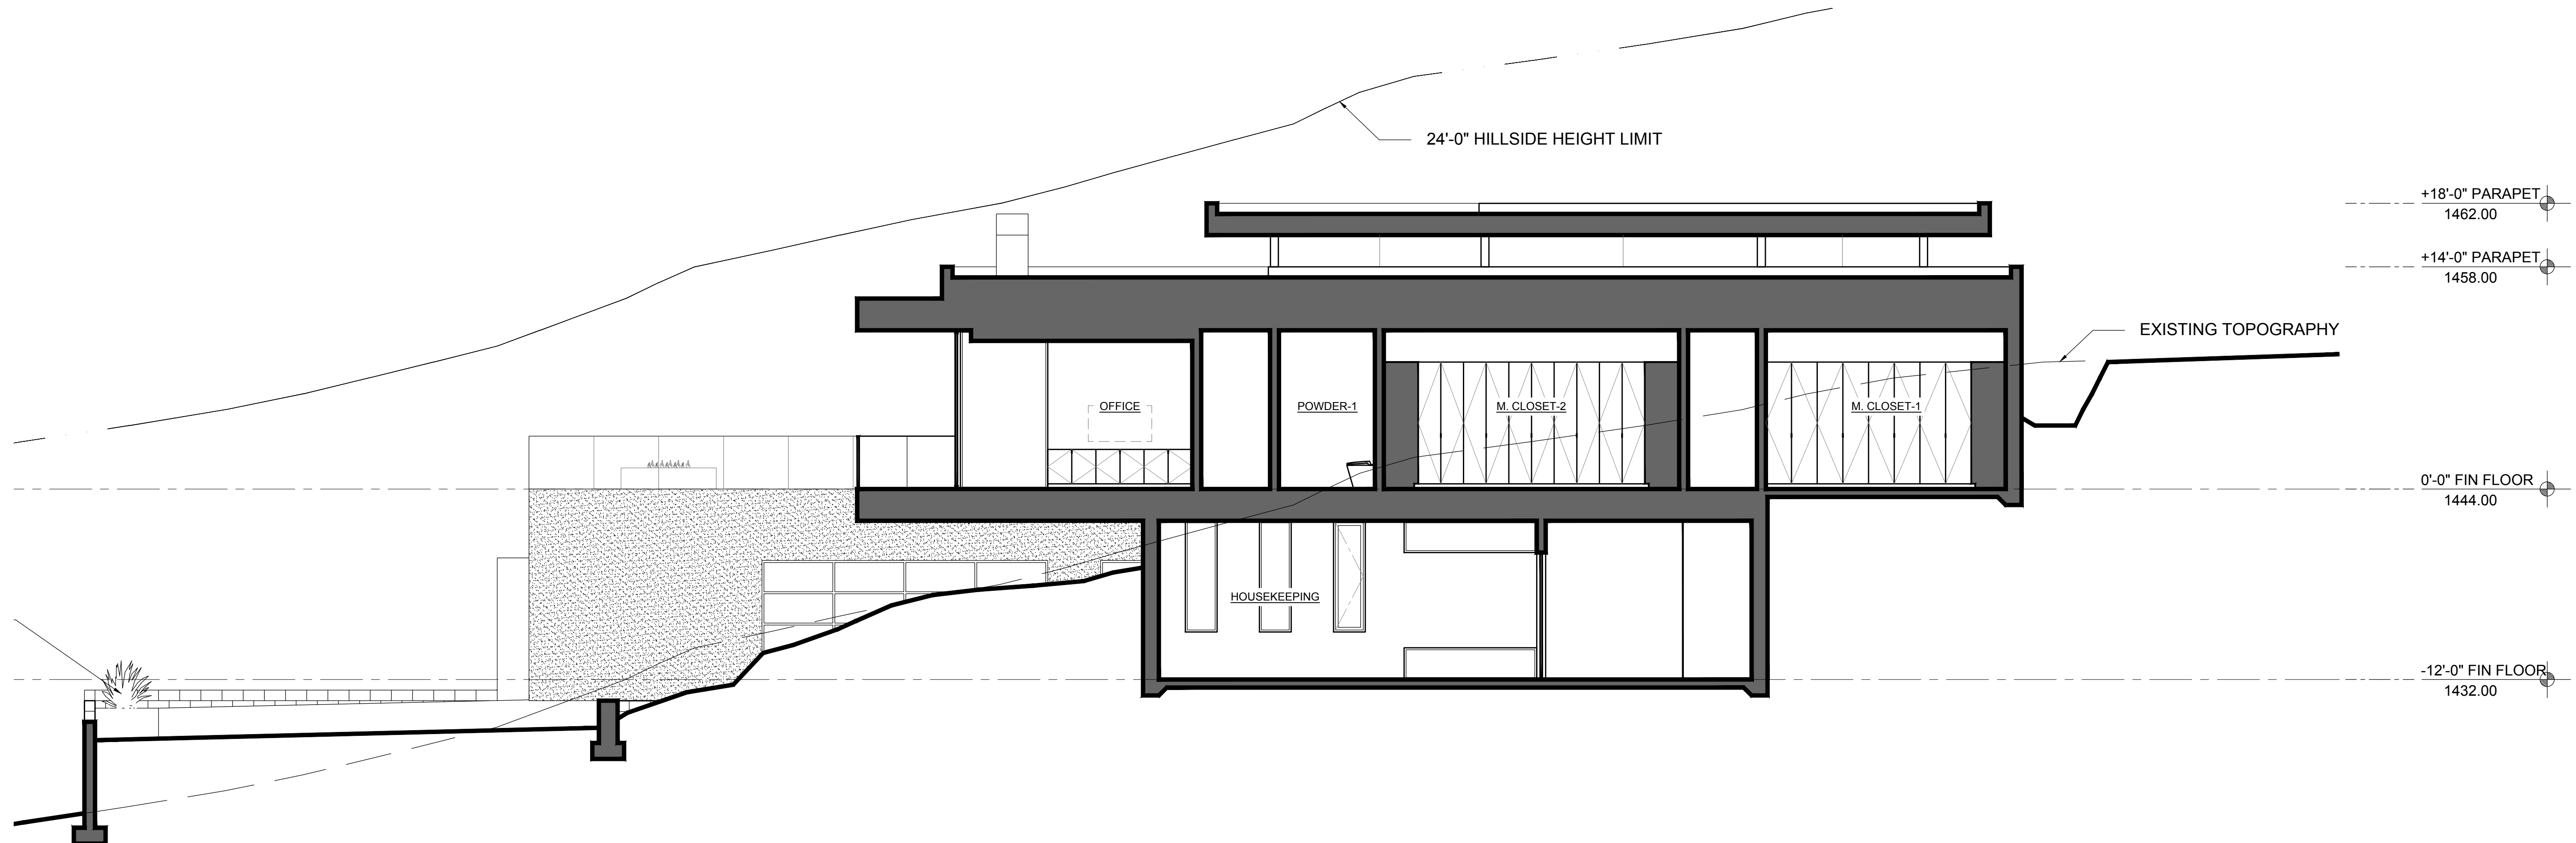 24'-0" HILLSIDE HEIGHT LIMIT
+18'-0" PARAPET
1462.00
+14'-0" PARAPET
1458.00
EXISTING TOPOGRAPHY
OFFICE
POWDER-1
M. CLOSET-2
M. CLOSET-1
0'-0" FIN FLOOR
1444.00
HOUSEKEEPING
-12'-0" FIN FLOOR
1432.00